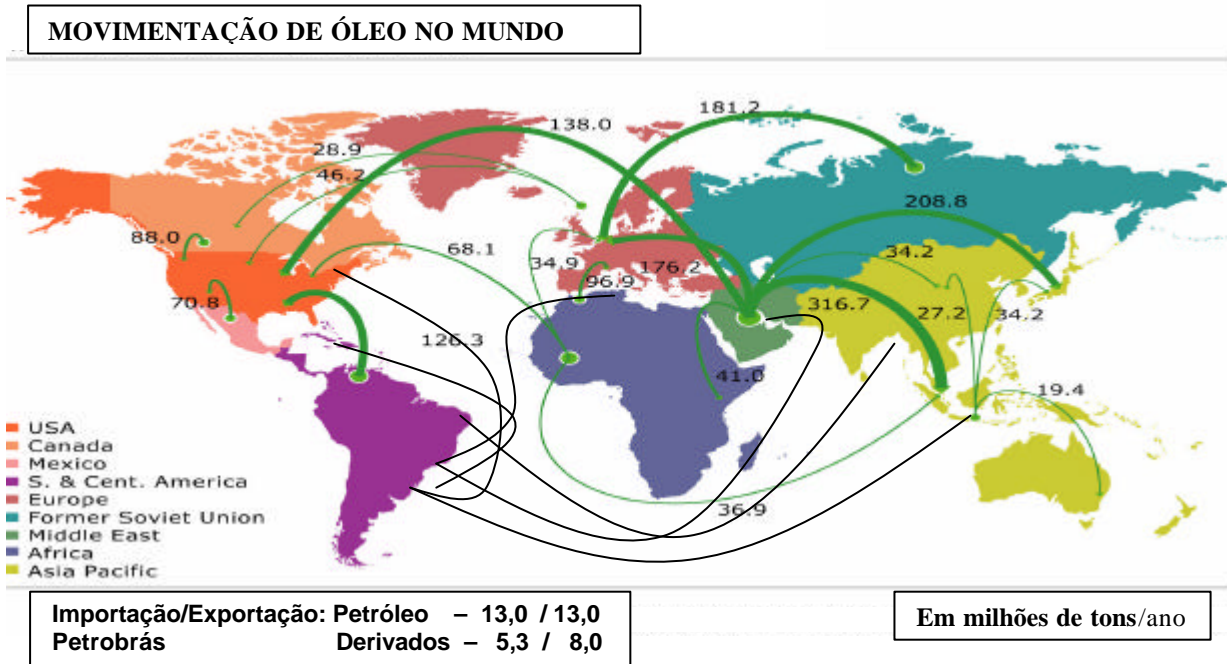 MOVIMENTAÇÃO DE ÓLEO NO MUNDO
181.2
138.0
28.9
46.2
208.8
88.0
68.1
34.2
34.9
176.2
96.9
70.8
316.7
27.2
34.2
126.3
41.0
19.4
36.9
USA
Canada
Mexico
S. & Cent. America
Europe
Former Soviet Union
Middle East
Africa
Asia Pacific
Importação/Exportação: Petróleo – 13,0 / 13,0
Petrobrás Derivados – 5,3 / 8,0
Em milhões de tons/ano